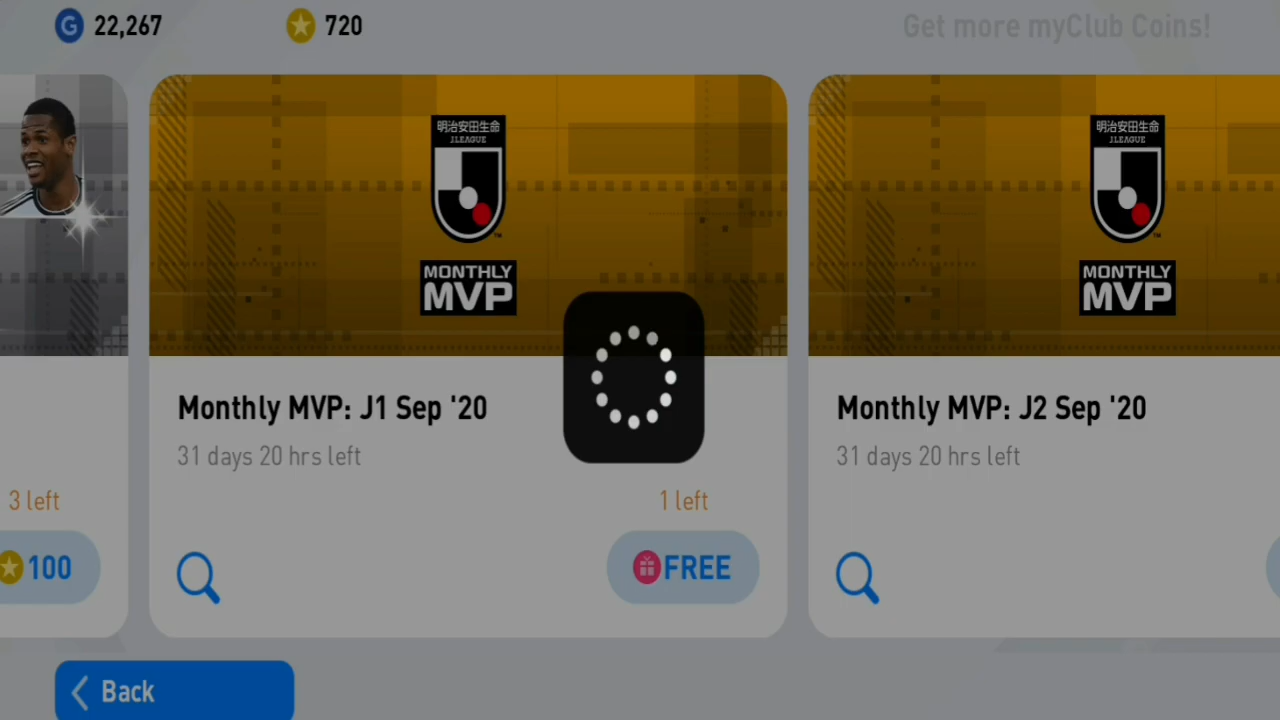 G 22,267
720
Get more myClub Coins!
明治安田生命
J.LEAGUE
MONTHLY
MVP
明治安田生命
J.LEAGUE
MONTHLY
MVP
Monthly MVP: J1 Sep '20
31 days 20 hrs left
Monthly MVP: J2 Sep '20
31 days 20 hrs left
3 left
1 left
100
FREE
Back